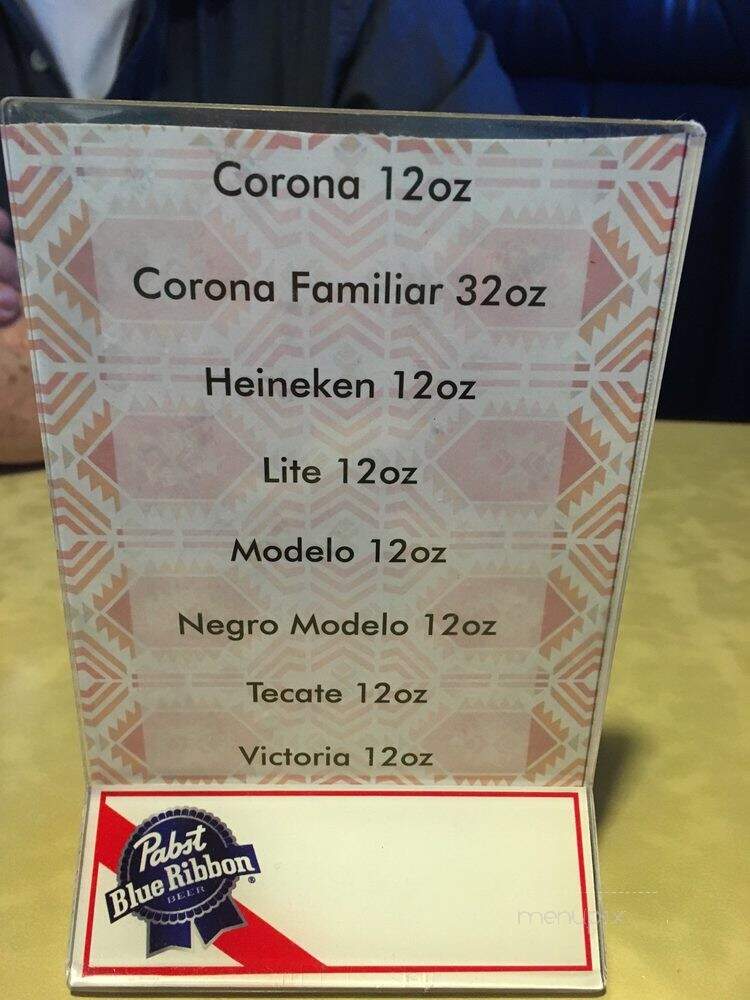 Corona 12oz
Corona Familiar 32oz
Heineken 12oz
Lite 12oz
Modelo 12oz
Negro Modelo 12oz
Tecate 12oz
Victoria 12oz
Pabst
Blue Ribbon®
BEER
menupix